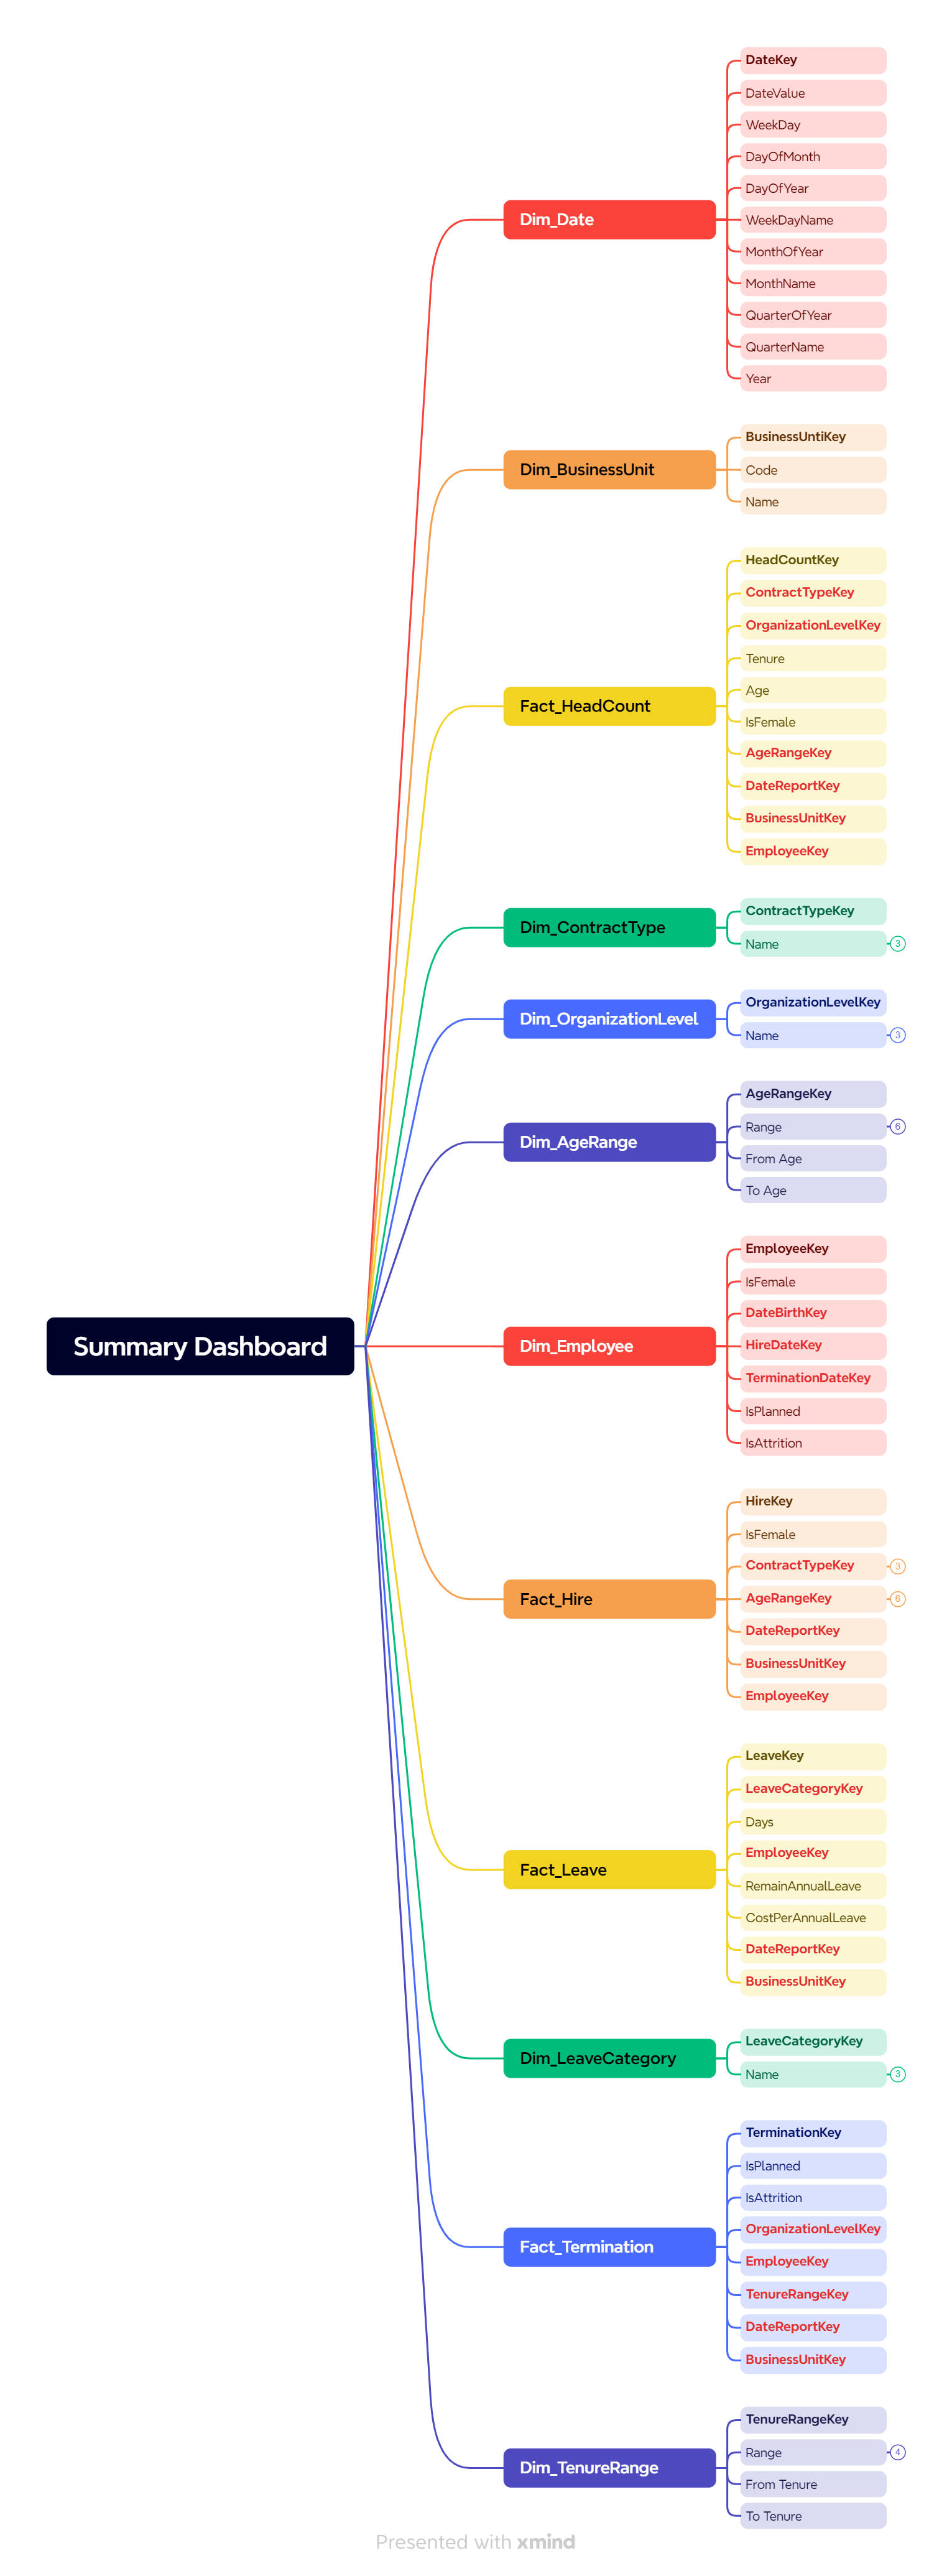 DateKey
DateValue
WeekDay
DayOfMonth
DayOfYear
Dim_Date
WeekDayName
MonthOfYear
MonthName
QuarterOfYear
QuarterName
Year
BusinessUntiKey
Dim_BusinessUnit
Code
Name
HeadCountKey
ContractTypeKey
OrganizationLevelKey
Tenure
Age
Fact_HeadCount
IsFemale
AgeRangeKey
DateReportKey
BusinessUnitKey
EmployeeKey
ContractTypeKey
Dim_ContractType
Name 3
OrganizationLevelKey
Dim_OrganizationLevel
Name 3
AgeRangeKey
Range 6
Dim_AgeRange
From Age
To Age
EmployeeKey
IsFemale
DateBirthKey
Summary Dashboard
Dim_Employee
HireDateKey
TerminationDateKey
IsPlanned
IsAttrition
HireKey
IsFemale
ContractTypeKey 3
Fact_Hire
AgeRangeKey 6
DateReportKey
BusinessUnitKey
EmployeeKey
LeaveKey
LeaveCategoryKey
Days
EmployeeKey
Fact_Leave
RemainAnnualLeave
CostPerAnnualLeave
DateReportKey
BusinessUnitKey
LeaveCategoryKey
Dim_LeaveCategory
Name 3
TerminationKey
IsPlanned
IsAttrition
OrganizationLevelKey
Fact_Termination
EmployeeKey
TenureRangeKey
DateReportKey
BusinessUnitKey
TenureRangeKey
Range 4
Dim_TenureRange
From Tenure
To Tenure
Presented with xmind